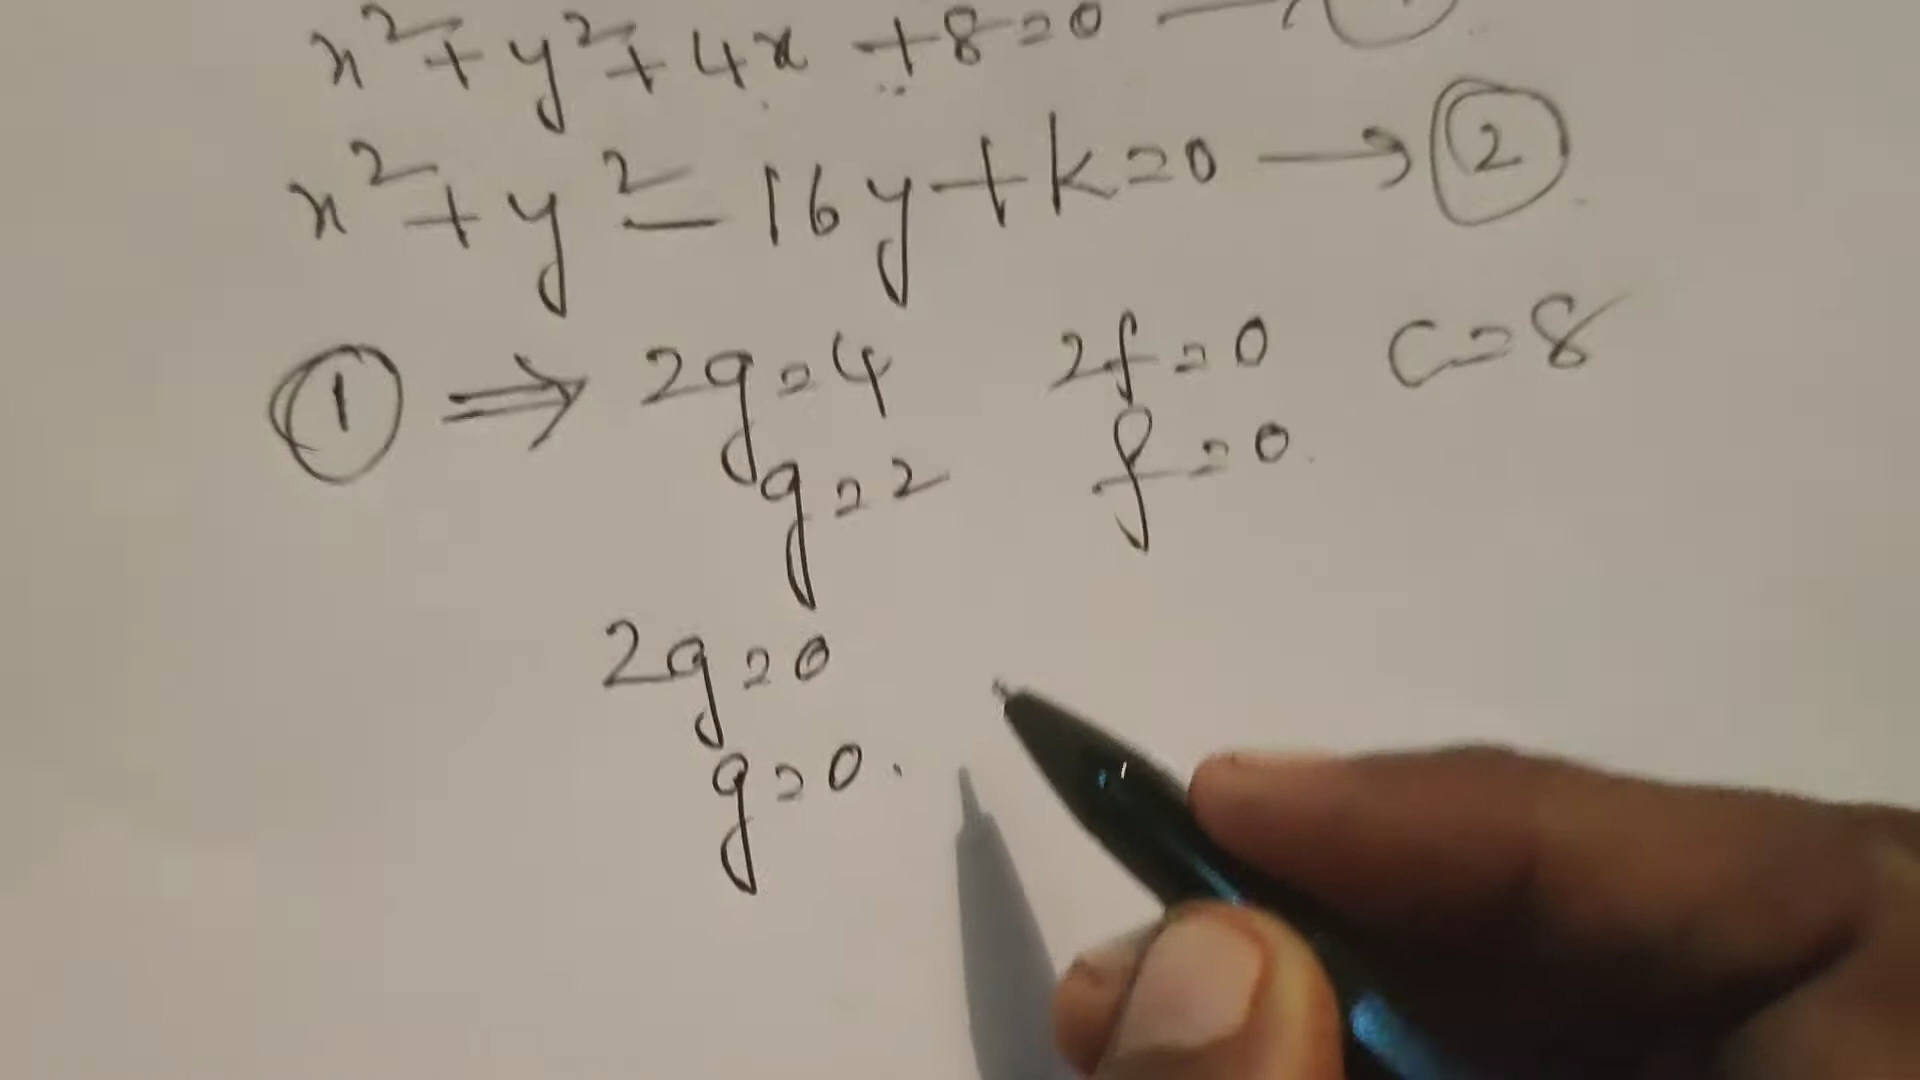 x²+y²+4x+8=0 →
x²+y²-16y+k=0 → 2
1 ⇒ 2g=4 2f=0 c=8
g=2 f=0.
2g=0
g=0.